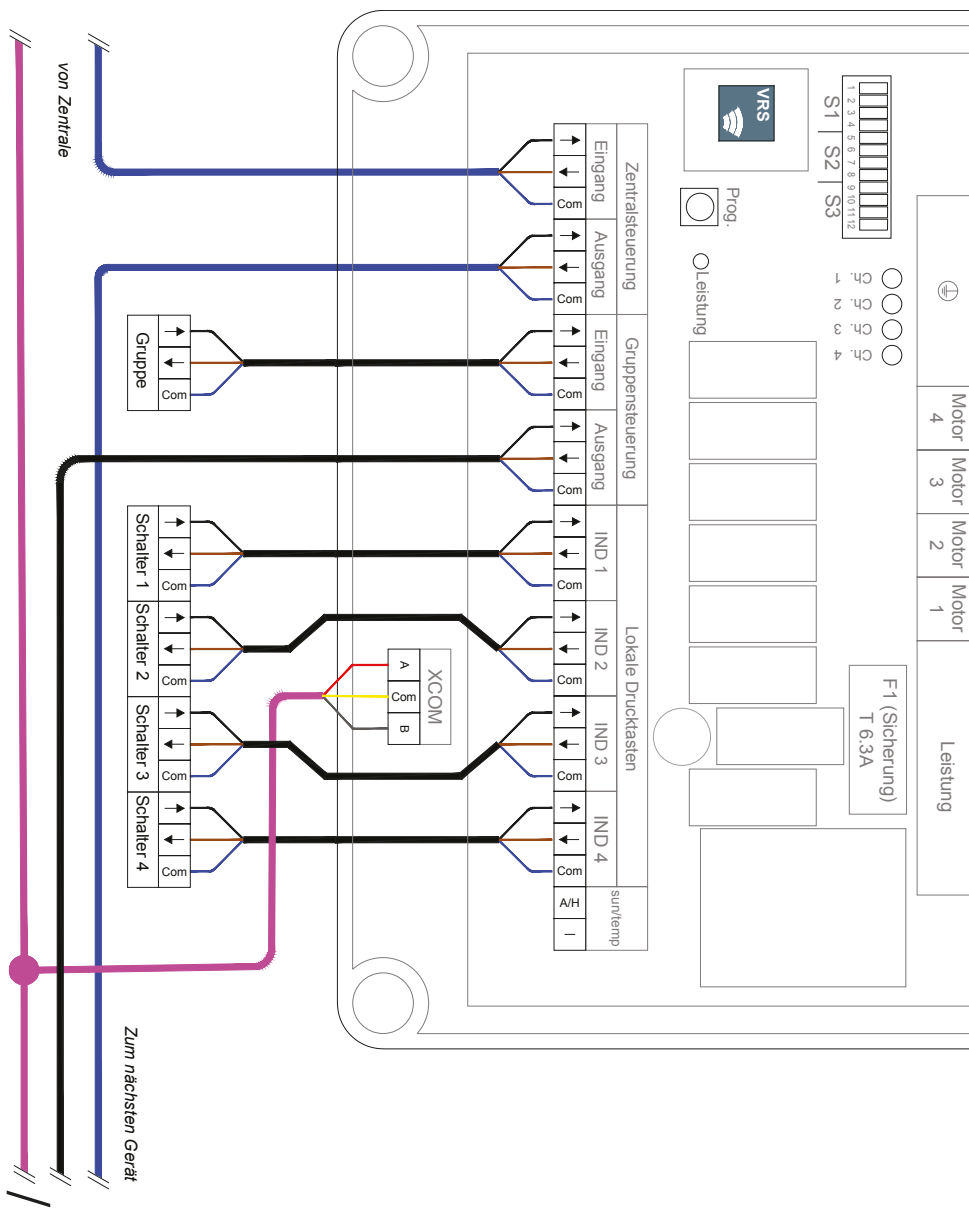 von Zentrale
VRS
1 2 3 4 5 6 7 8 9 10 11 12
S1 S2 S3
Prog.
Leistung
Ch. 1
Ch. 2
Ch. 3
Ch. 4
Motor 4
Motor 3
Motor 2
Motor 1
Leistung
F1 (Sicherung)
T 6.3A
Zentralsteuerung
Eingang
Com
Ausgang
Com
Gruppensteuerung
Eingang
Com
Ausgang
Com
Lokale Drucktasten
IND 1
Com
IND 2
Com
IND 3
Com
IND 4
Com
sun/temp
A/H
I
Gruppe
Com
Schalter 1
Com
Schalter 2
Com
Schalter 3
Com
Schalter 4
Com
XCOM
A
Com
B
Zum nächsten Gerät